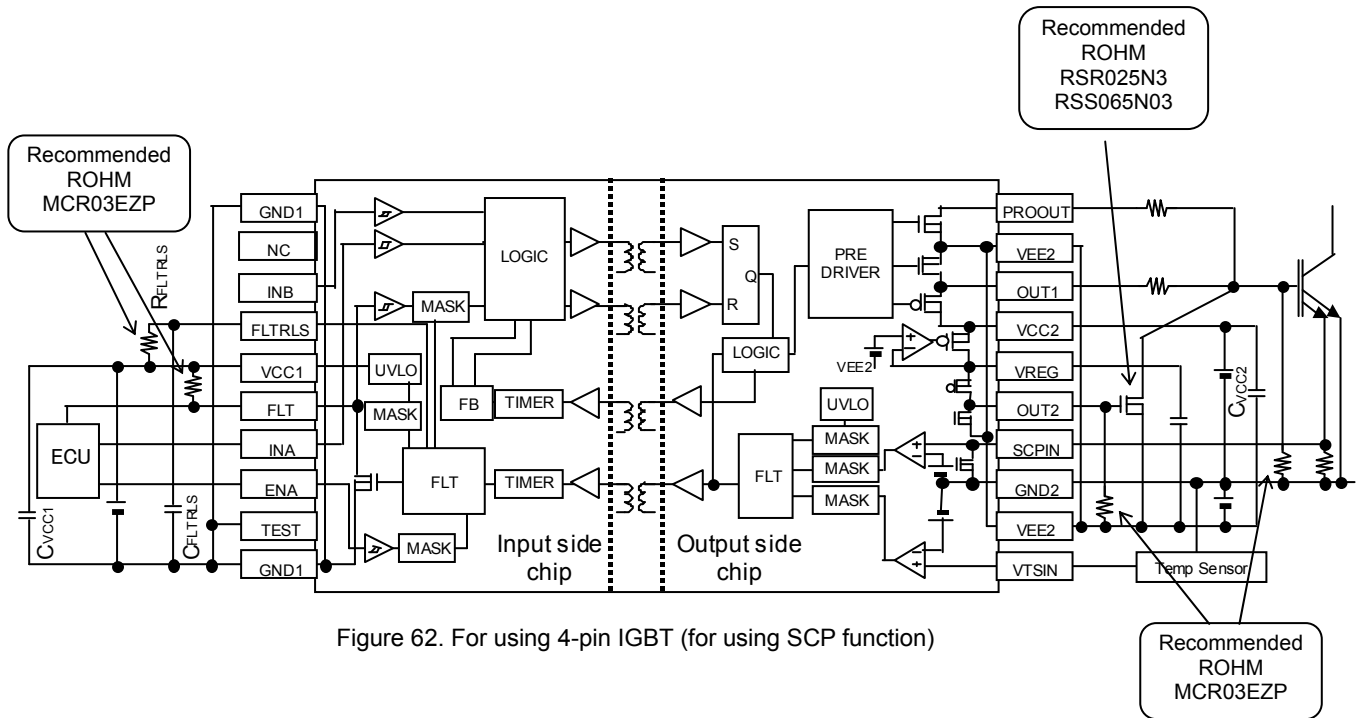 Recommended
ROHM
RSR025N3
RSS065N03
Recommended
ROHM
MCR03EZP
GND1
NC
INB
FLTRLS
VCC1
FLT
INA
ENA
TEST
GND1
RFLTRLS
CVCC1
CFLTRLS
ECU
LOGIC
MASK
UVLO
MASK
FB
TIMER
FLT
TIMER
MASK
Input side
chip
Output side
chip
S
Q
R
PRE
DRIVER
LOGIC
VEE2
+
−
UVLO
MASK
MASK
MASK
FLT
+
−
+
PROOUT
VEE2
OUT1
VCC2
VREG
OUT2
SCPIN
GND2
VEE2
VTSIN
CVCC2
Temp Sensor
Recommended
ROHM
MCR03EZP
Figure 62. For using 4-pin IGBT (for using SCP function)